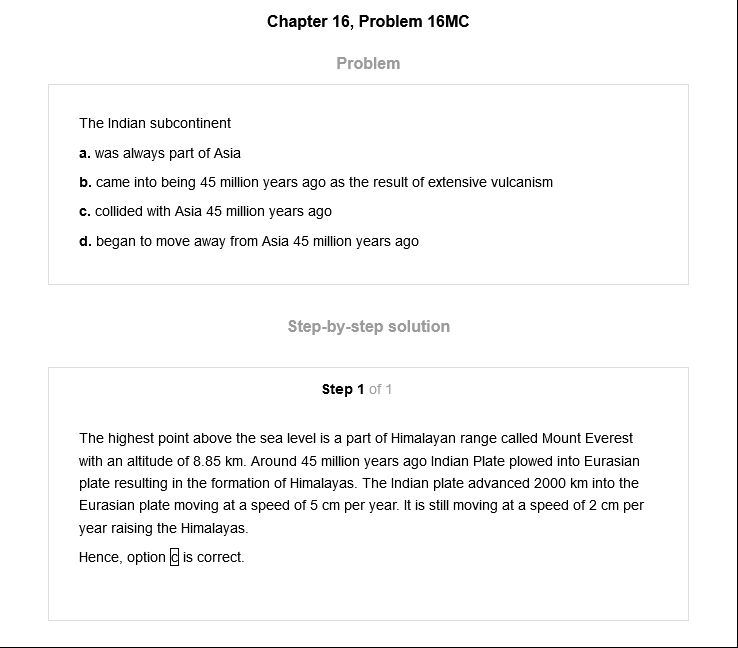 Chapter 16, Problem 16MC
Problem
The Indian subcontinent
a. was always part of Asia
b. came into being 45 million years ago as the result of extensive vulcanism
c. collided with Asia 45 million years ago
d. began to move away from Asia 45 million years ago
Step-by-step solution
Step 1 of 1
The highest point above the sea level is a part of Himalayan range called Mount Everest
with an altitude of 8.85 km. Around 45 million years ago Indian Plate plowed into Eurasian
plate resulting in the formation of Himalayas. The Indian plate advanced 2000 km into the
Eurasian plate moving at a speed of 5 cm per year. It is still moving at a speed of 2 cm per
year raising the Himalayas.
Hence, option c is correct.